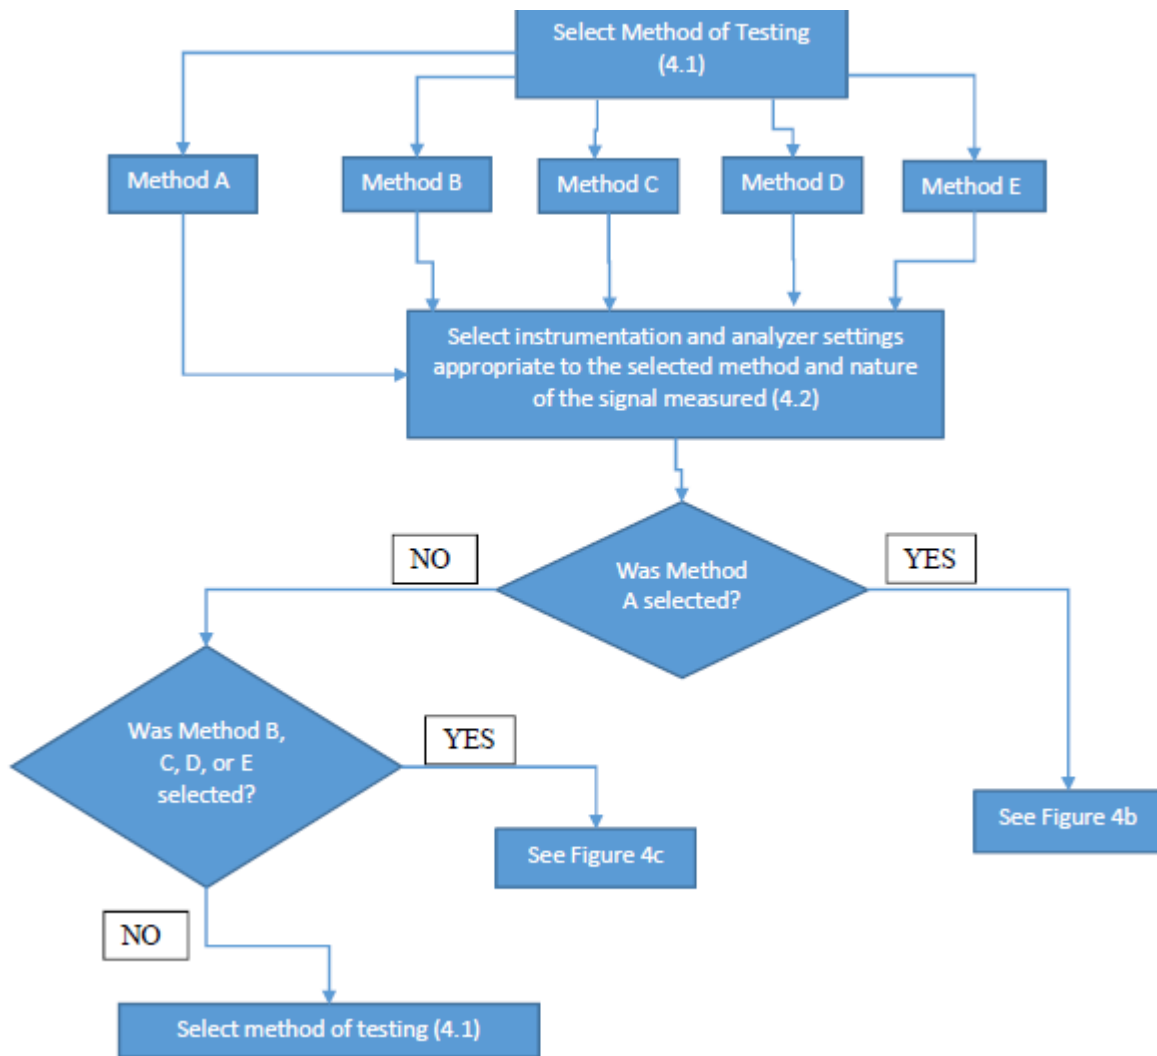 Select Method of Testing
(4.1)
Method A
Method B
Method C
Method D
Method E
Select instrumentation and analyzer settings
appropriate to the selected method and nature
of the signal measured (4.2)
NO
YES
Was Method
A selected?
Was Method B,
C, D, or E
selected?
YES
See Figure 4b
See Figure 4c
NO
Select method of testing (4.1)